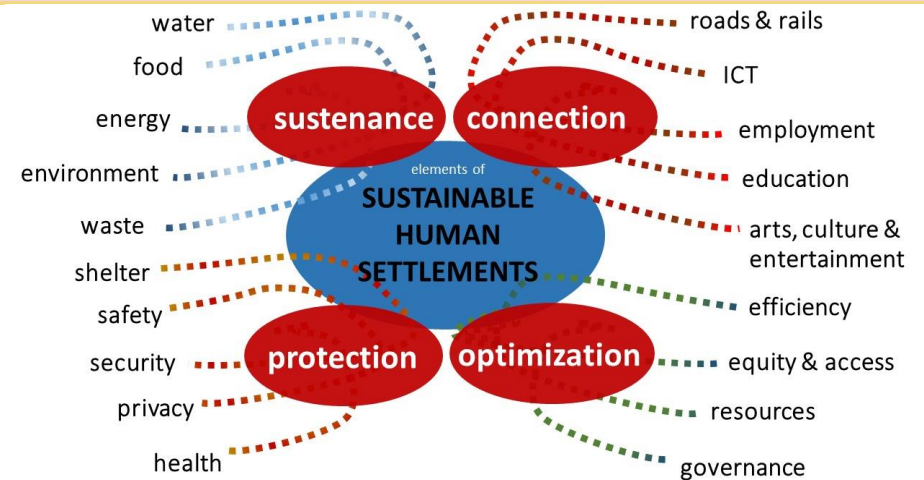 water
food
energy
environment
waste
shelter
safety
security
privacy
health
sustenance
connection
elements of
SUSTAINABLE
HUMAN
SETTLEMENTS
protection
optimization
roads & rails
ICT
employment
education
arts, culture &
entertainment
efficiency
equity & access
resources
governance